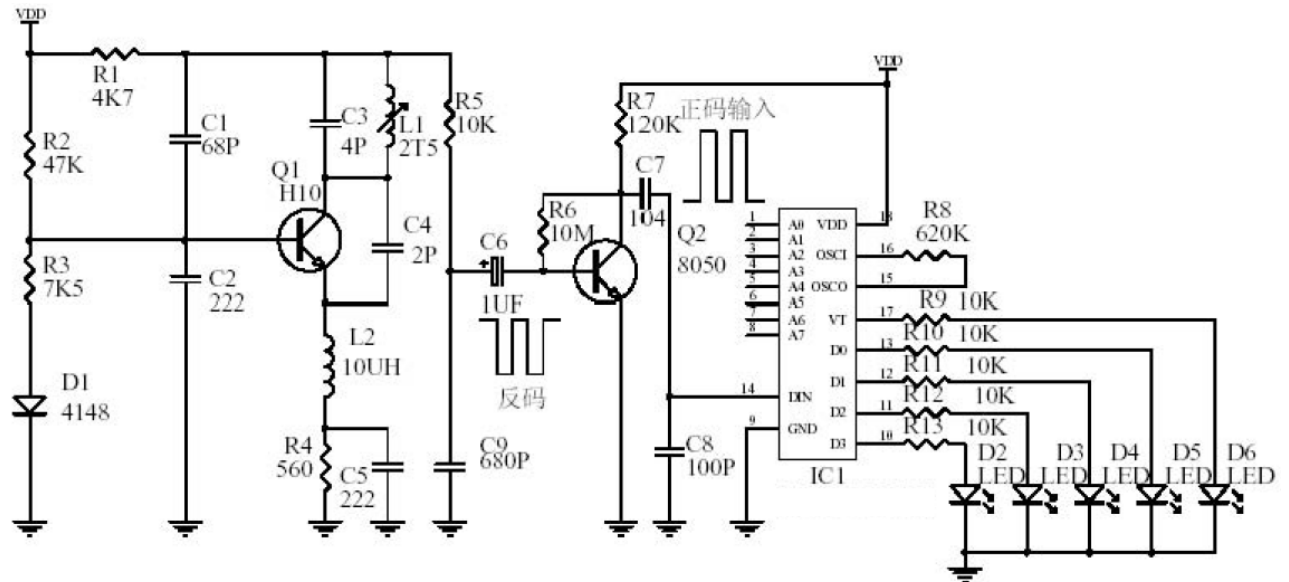 VDD
R1
4K7
R2
47K
C1
68P
C3
4P
L1
2T5
R5
10K
Q1
H10
R3
7K5
C2
222
C4
2P
D1
4148
L2
10UH
R4
560
C5
222
C6
1UF
反码
C9
680P
R7
120K
正码输入
C7
104
R6
10M
Q2
8050
C8
100P
VDD
1
2
3
4
5
6
7
8
14
9
A0
A1
A2
A3
A4
A5
A6
A7
DIN
GND
VDD
OSCI
OSCO
VT
D0
D1
D2
D3
18
16
15
17
13
12
11
10
IC1
R8
620K
R9 10K
R10 10K
R11 10K
R12 10K
R13 10K
D2
LED
D3
LED
D4
LED
D5
LED
D6
LED